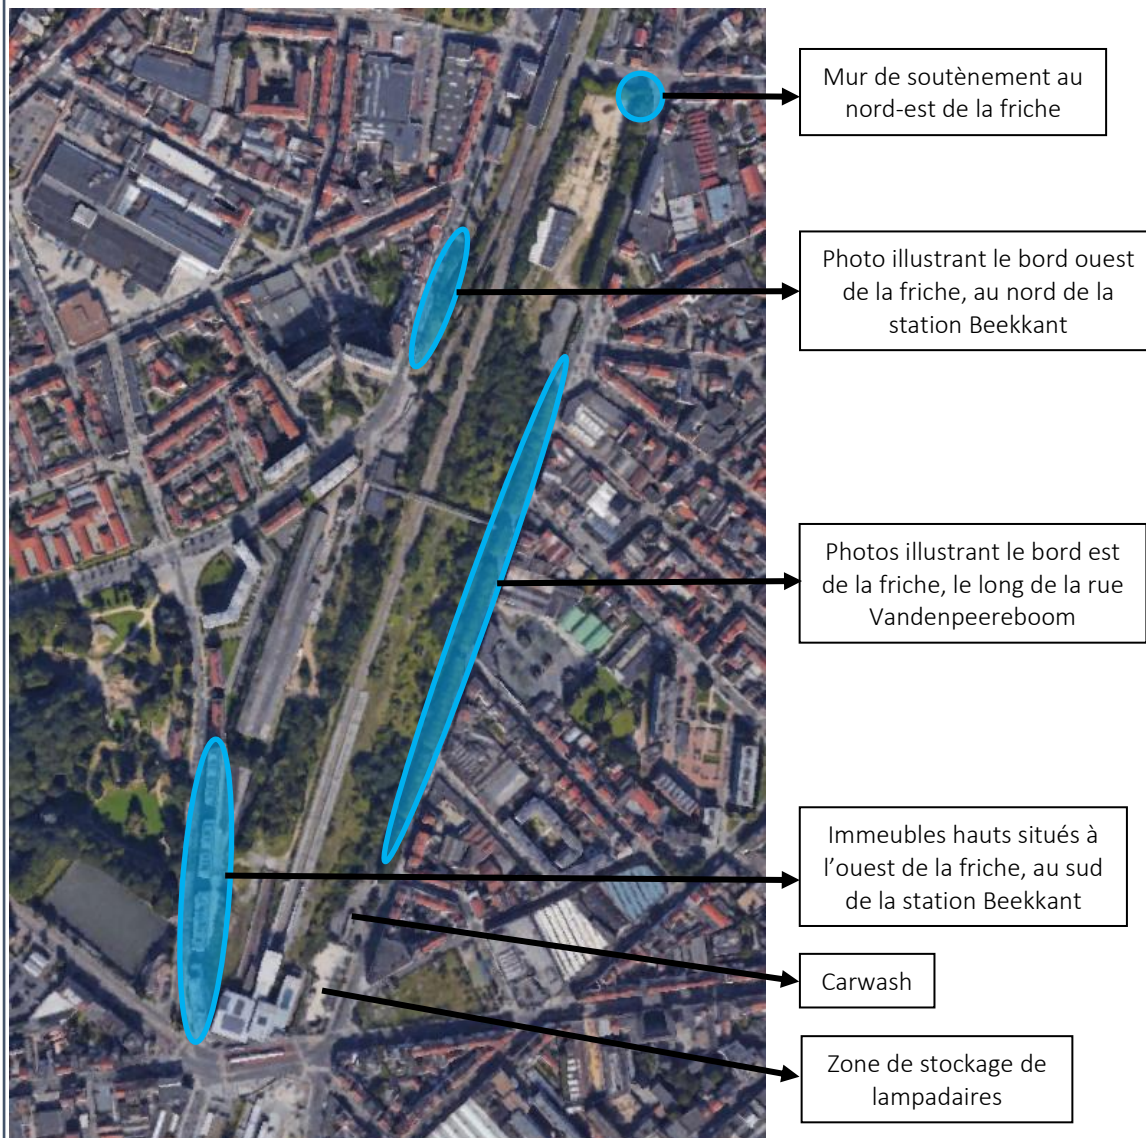 Mur de soutènement au
nord-est de la friche
Photo illustrant le bord ouest
de la friche, au nord de la
station Beekkant
Photos illustrant le bord est
de la friche, le long de la rue
Vandenpeereboom
Immeubles hauts situés à
l’ouest de la friche, au sud
de la station Beekkant
Carwash
Zone de stockage de
lampadaires